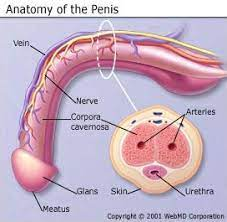 Anatomy of the Penis
Vein
Nerve
Corpora
cavernosa
Arteries
Glans
Skin
Urethra
Meatus
Copyright © 2001 WebMD Corporation